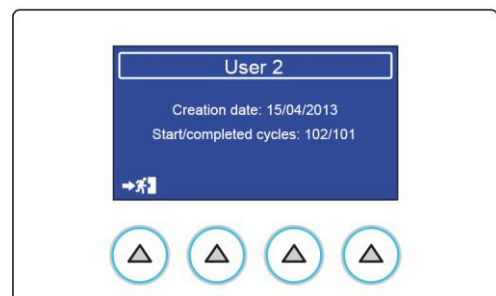 User 2
Creation date: 15/04/2013
Start/completed cycles: 102/101